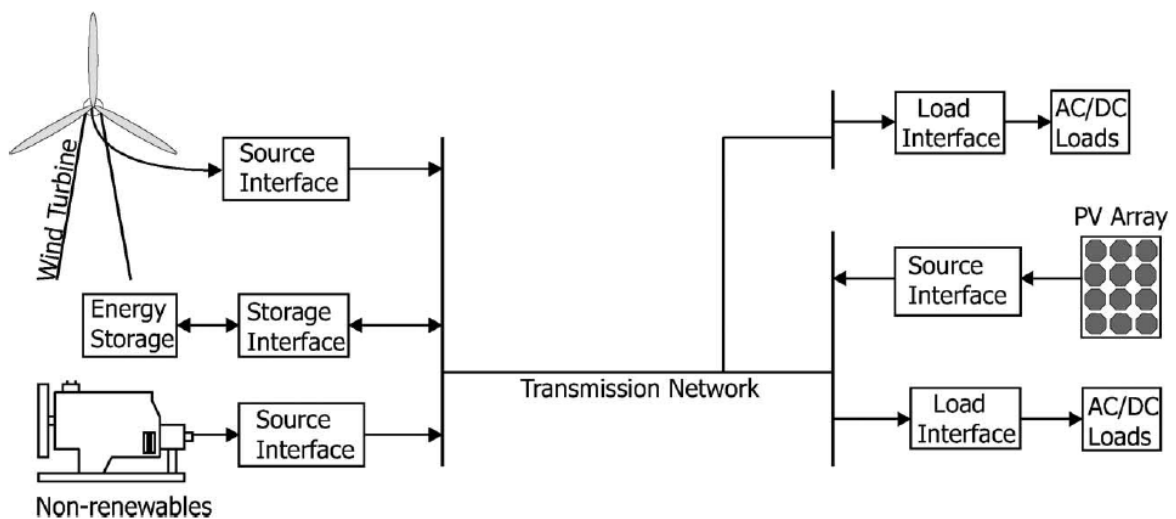 Wind Turbine
Source
Interface
Energy
Storage
Storage
Interface
Source
Interface
Non-renewables
Transmission Network
Load
Interface
AC/DC
Loads
PV Array
Source
Interface
Load
Interface
AC/DC
Loads